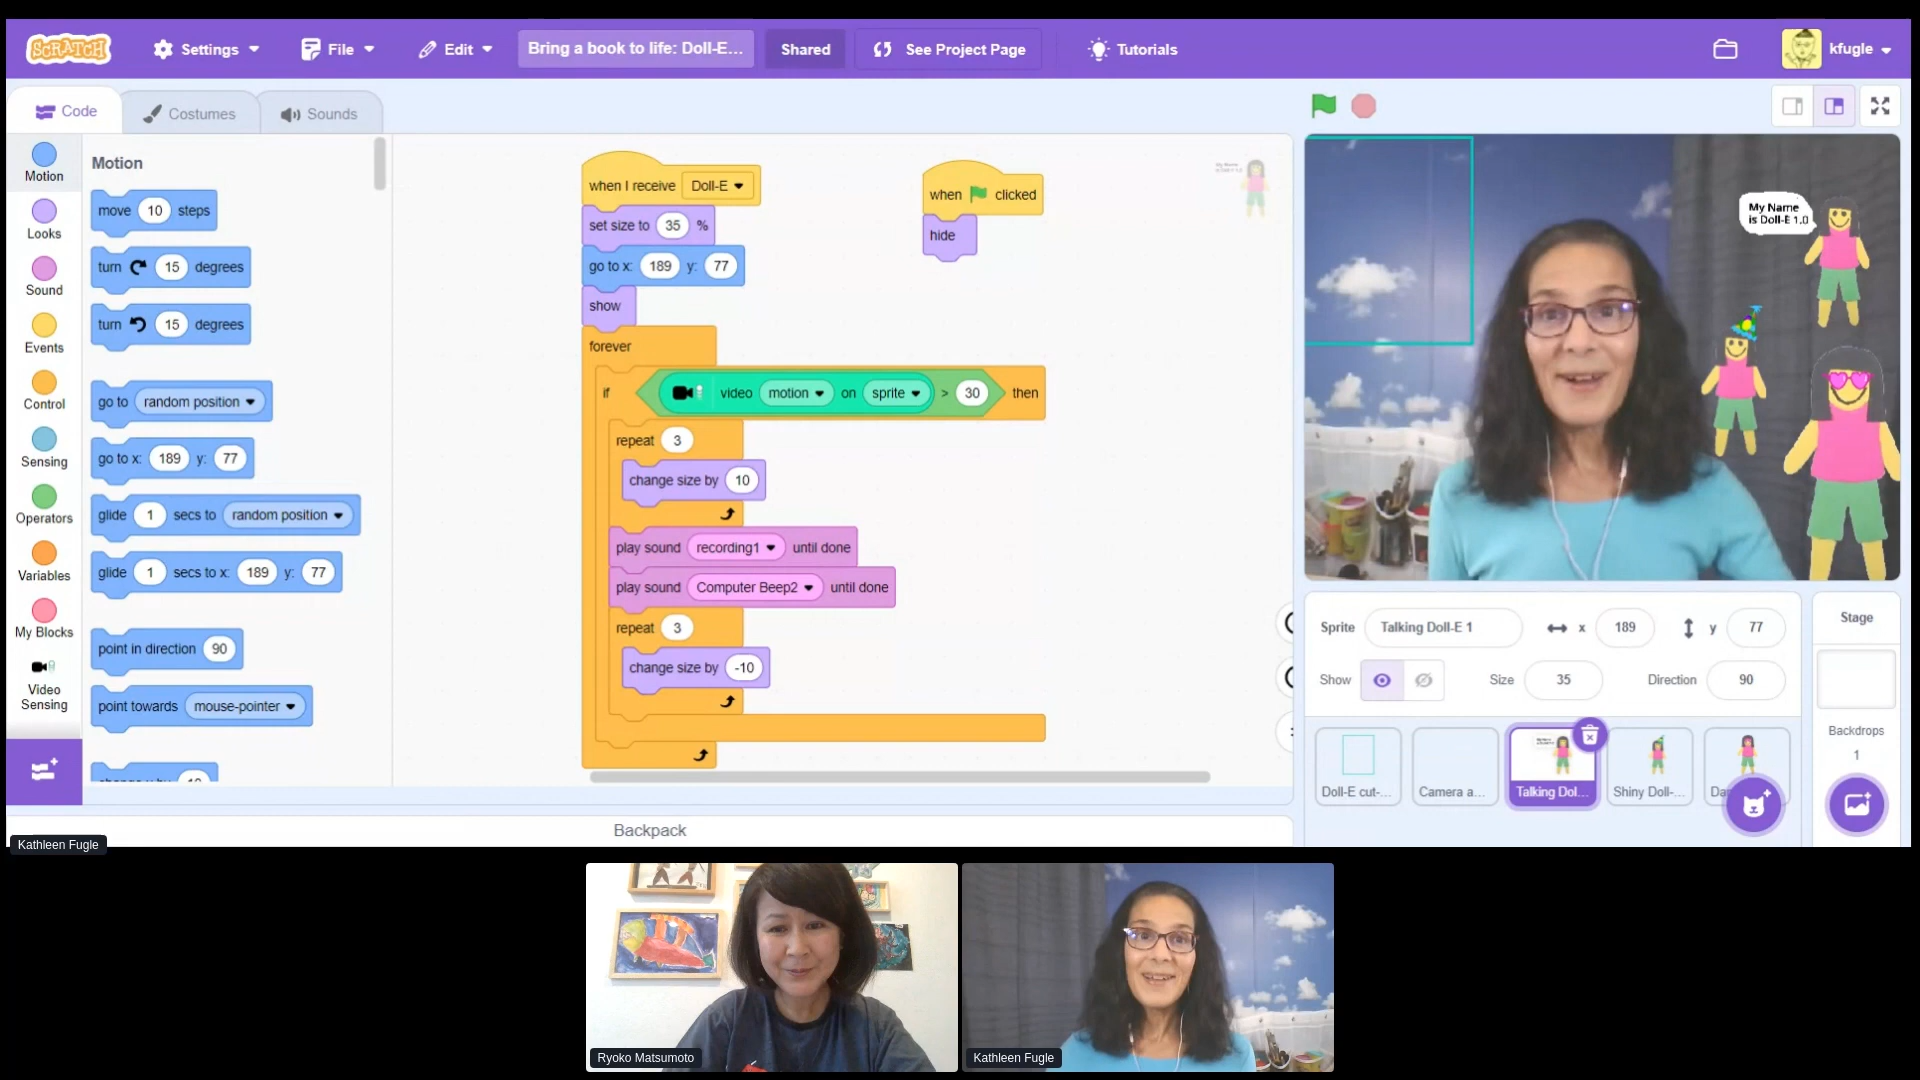 SCRATCH
Settings
File
Edit
Bring a book to life: Doll-E...
Shared
See Project Page
Tutorials
kfugle
Code
Costumes
Sounds
Motion
Looks
Sound
Events
Control
Sensing
Operators
Variables
My Blocks
Video
Sensing
Motion
move 10 steps
turn 15 degrees
turn 15 degrees
go to random position
go to x: 189 y: 77
glide 1 secs to random position
glide 1 secs to x: 189 y: 77
point in direction 90
point towards mouse-pointer
when I receive Doll-E
set size to 35 %
go to x: 189 y: 77
show
forever
if video motion on sprite > 30 then
repeat 3
change size by 10
play sound recording1 until done
play sound Computer Beep2 until done
repeat 3
change size by -10
when clicked
hide
My Name
is Doll-E 1.0
My Name
is Doll-E 1.0
Sprite Talking Doll-E 1 x 189 y 77
Show Size 35 Direction 90
Doll-E cut-...
Camera a...
Talking Dol...
Shiny Doll-...
Stage
Backdrops
1
Backpack
Kathleen Fugle
Ryoko Matsumoto
Kathleen Fugle